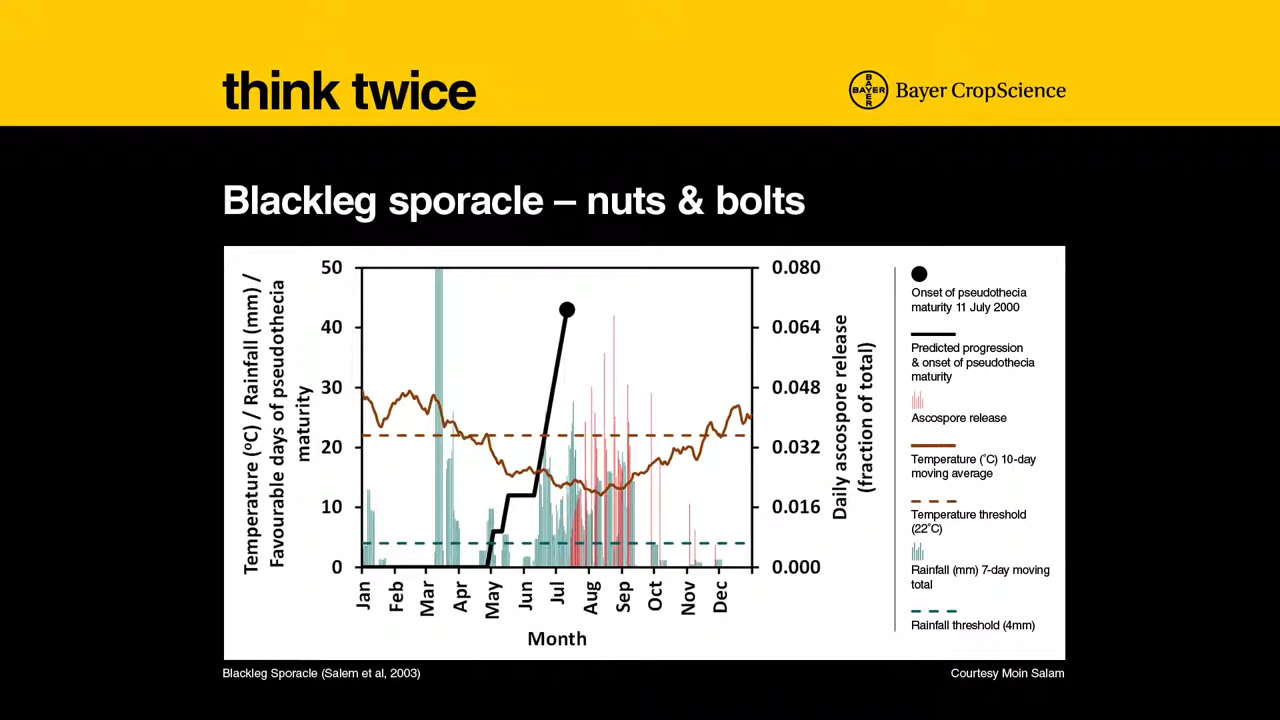 think twice
BAYER
BAYER
Bayer CropScience
Blackleg sporacle – nuts & bolts
Temperature (ºC) / Rainfall (mm) /
Favourable days of pseudothecia
maturity
50
40
30
20
10
0
0.080
0.064
0.048
0.032
0.016
0.000
Daily ascospore release
(fraction of total)
Jan
Feb
Mar
Apr
May
Jun
Jul
Aug
Sep
Oct
Nov
Dec
Month
Onset of pseudothecia
maturity 11 July 2000
Predicted progression
& onset of pseudothecia
maturity
Ascospore release
Temperature (˚C) 10-day
moving average
Temperature threshold
(22˚C)
Rainfall (mm) 7-day moving
total
Rainfall threshold (4mm)
Blackleg Sporacle (Salem et al, 2003)
Courtesy Moin Salam